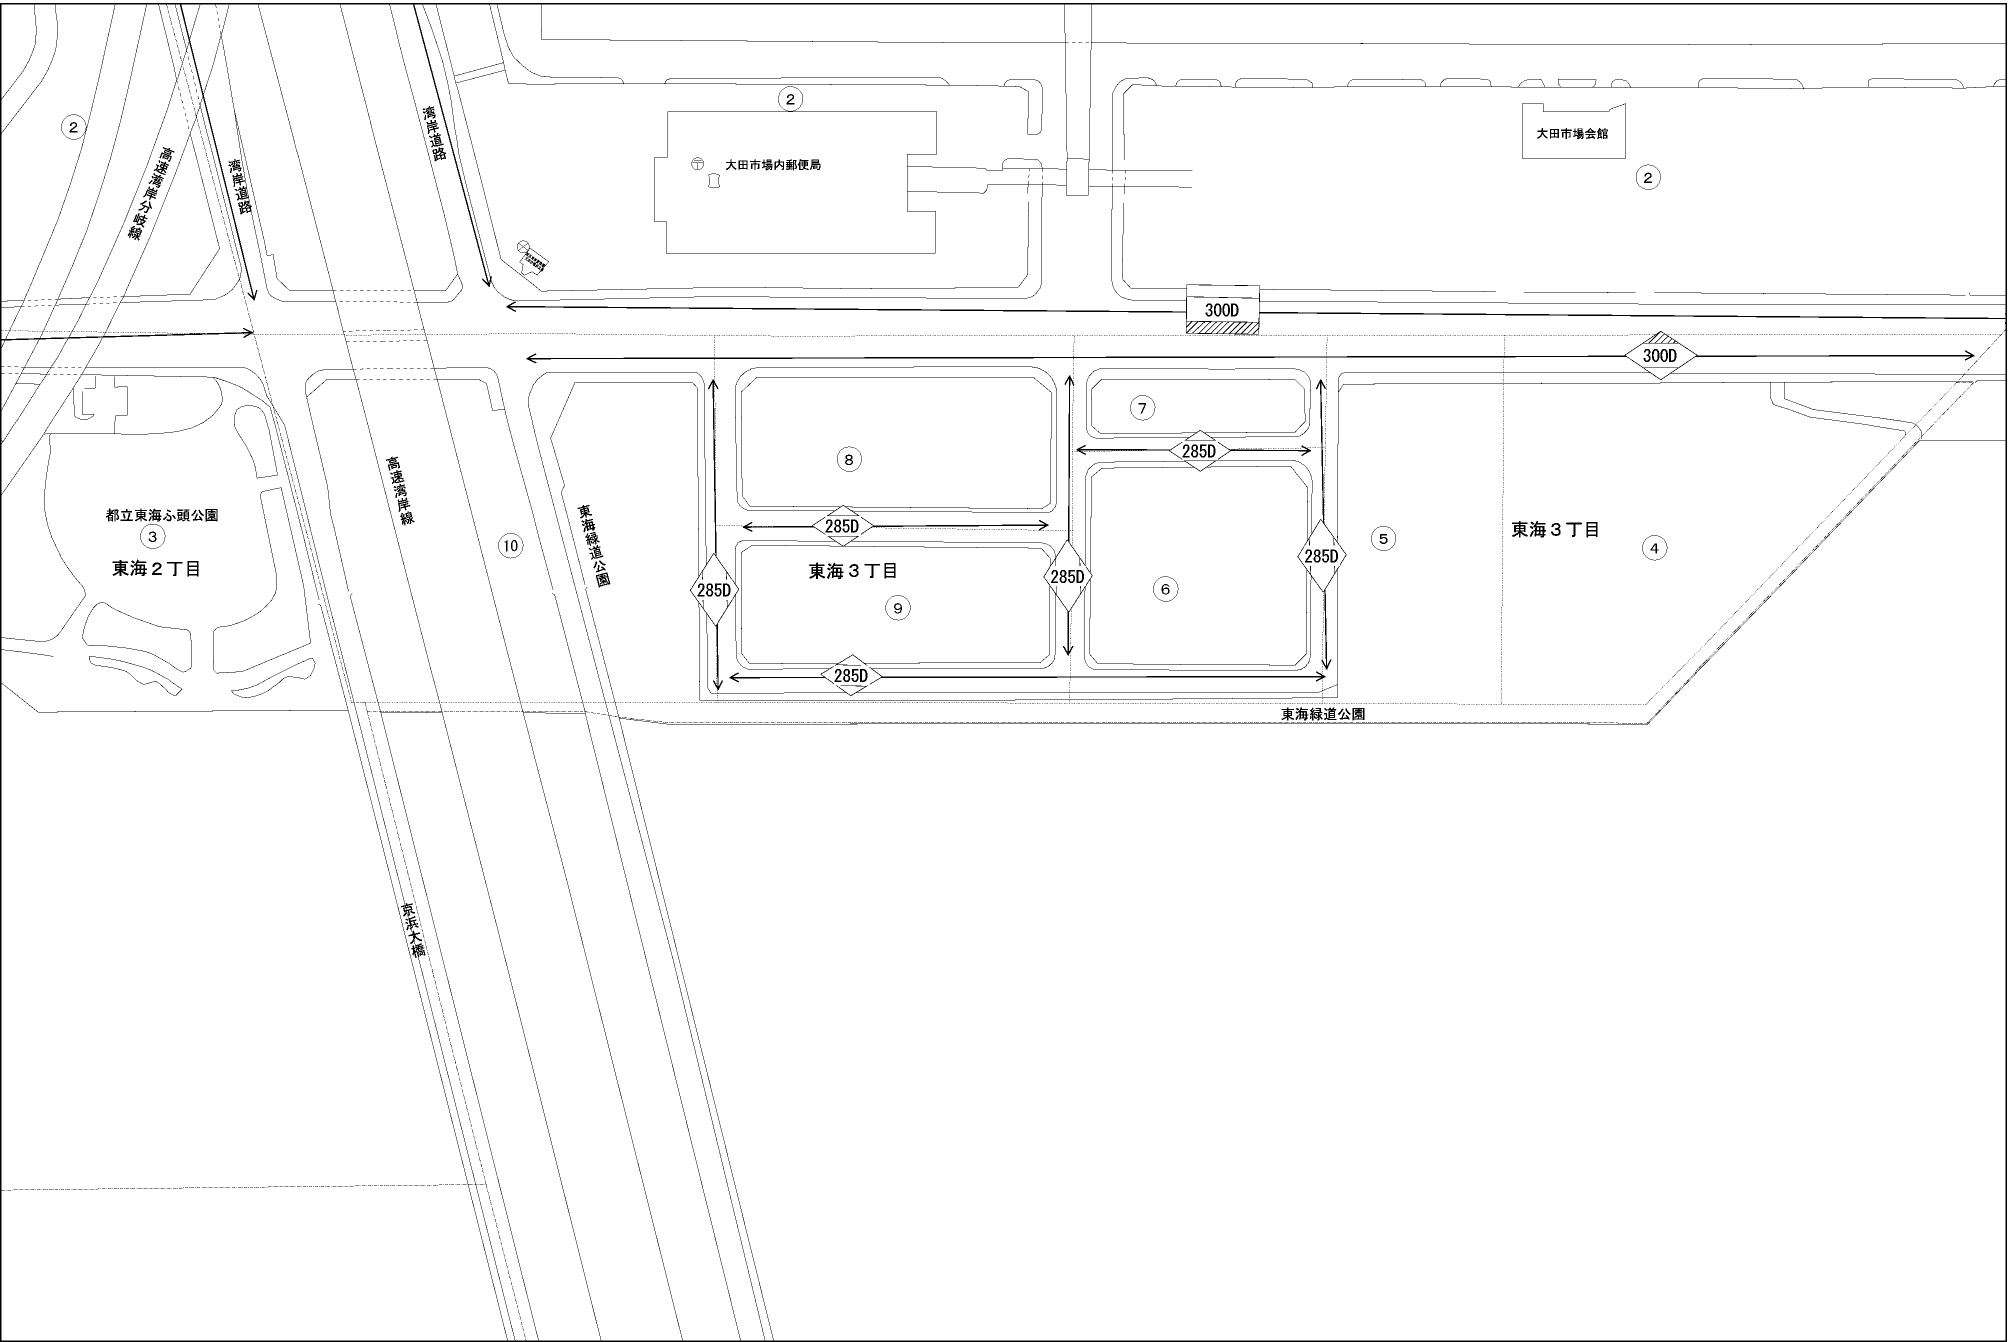 ②
②
高速湾岸分岐線
湾岸道路
湾岸道路
大田市場内郵便局
大田市場会館
②
300D
300D
⑦
⑧
285D
高速湾岸線
東海緑道公園
都立東海ふ頭公園
③
東海2丁目
⑩
285D
東海3丁目
⑨
285D
285D
⑥
285D
⑤
東海3丁目
④
285D
東海緑道公園
京浜大橋